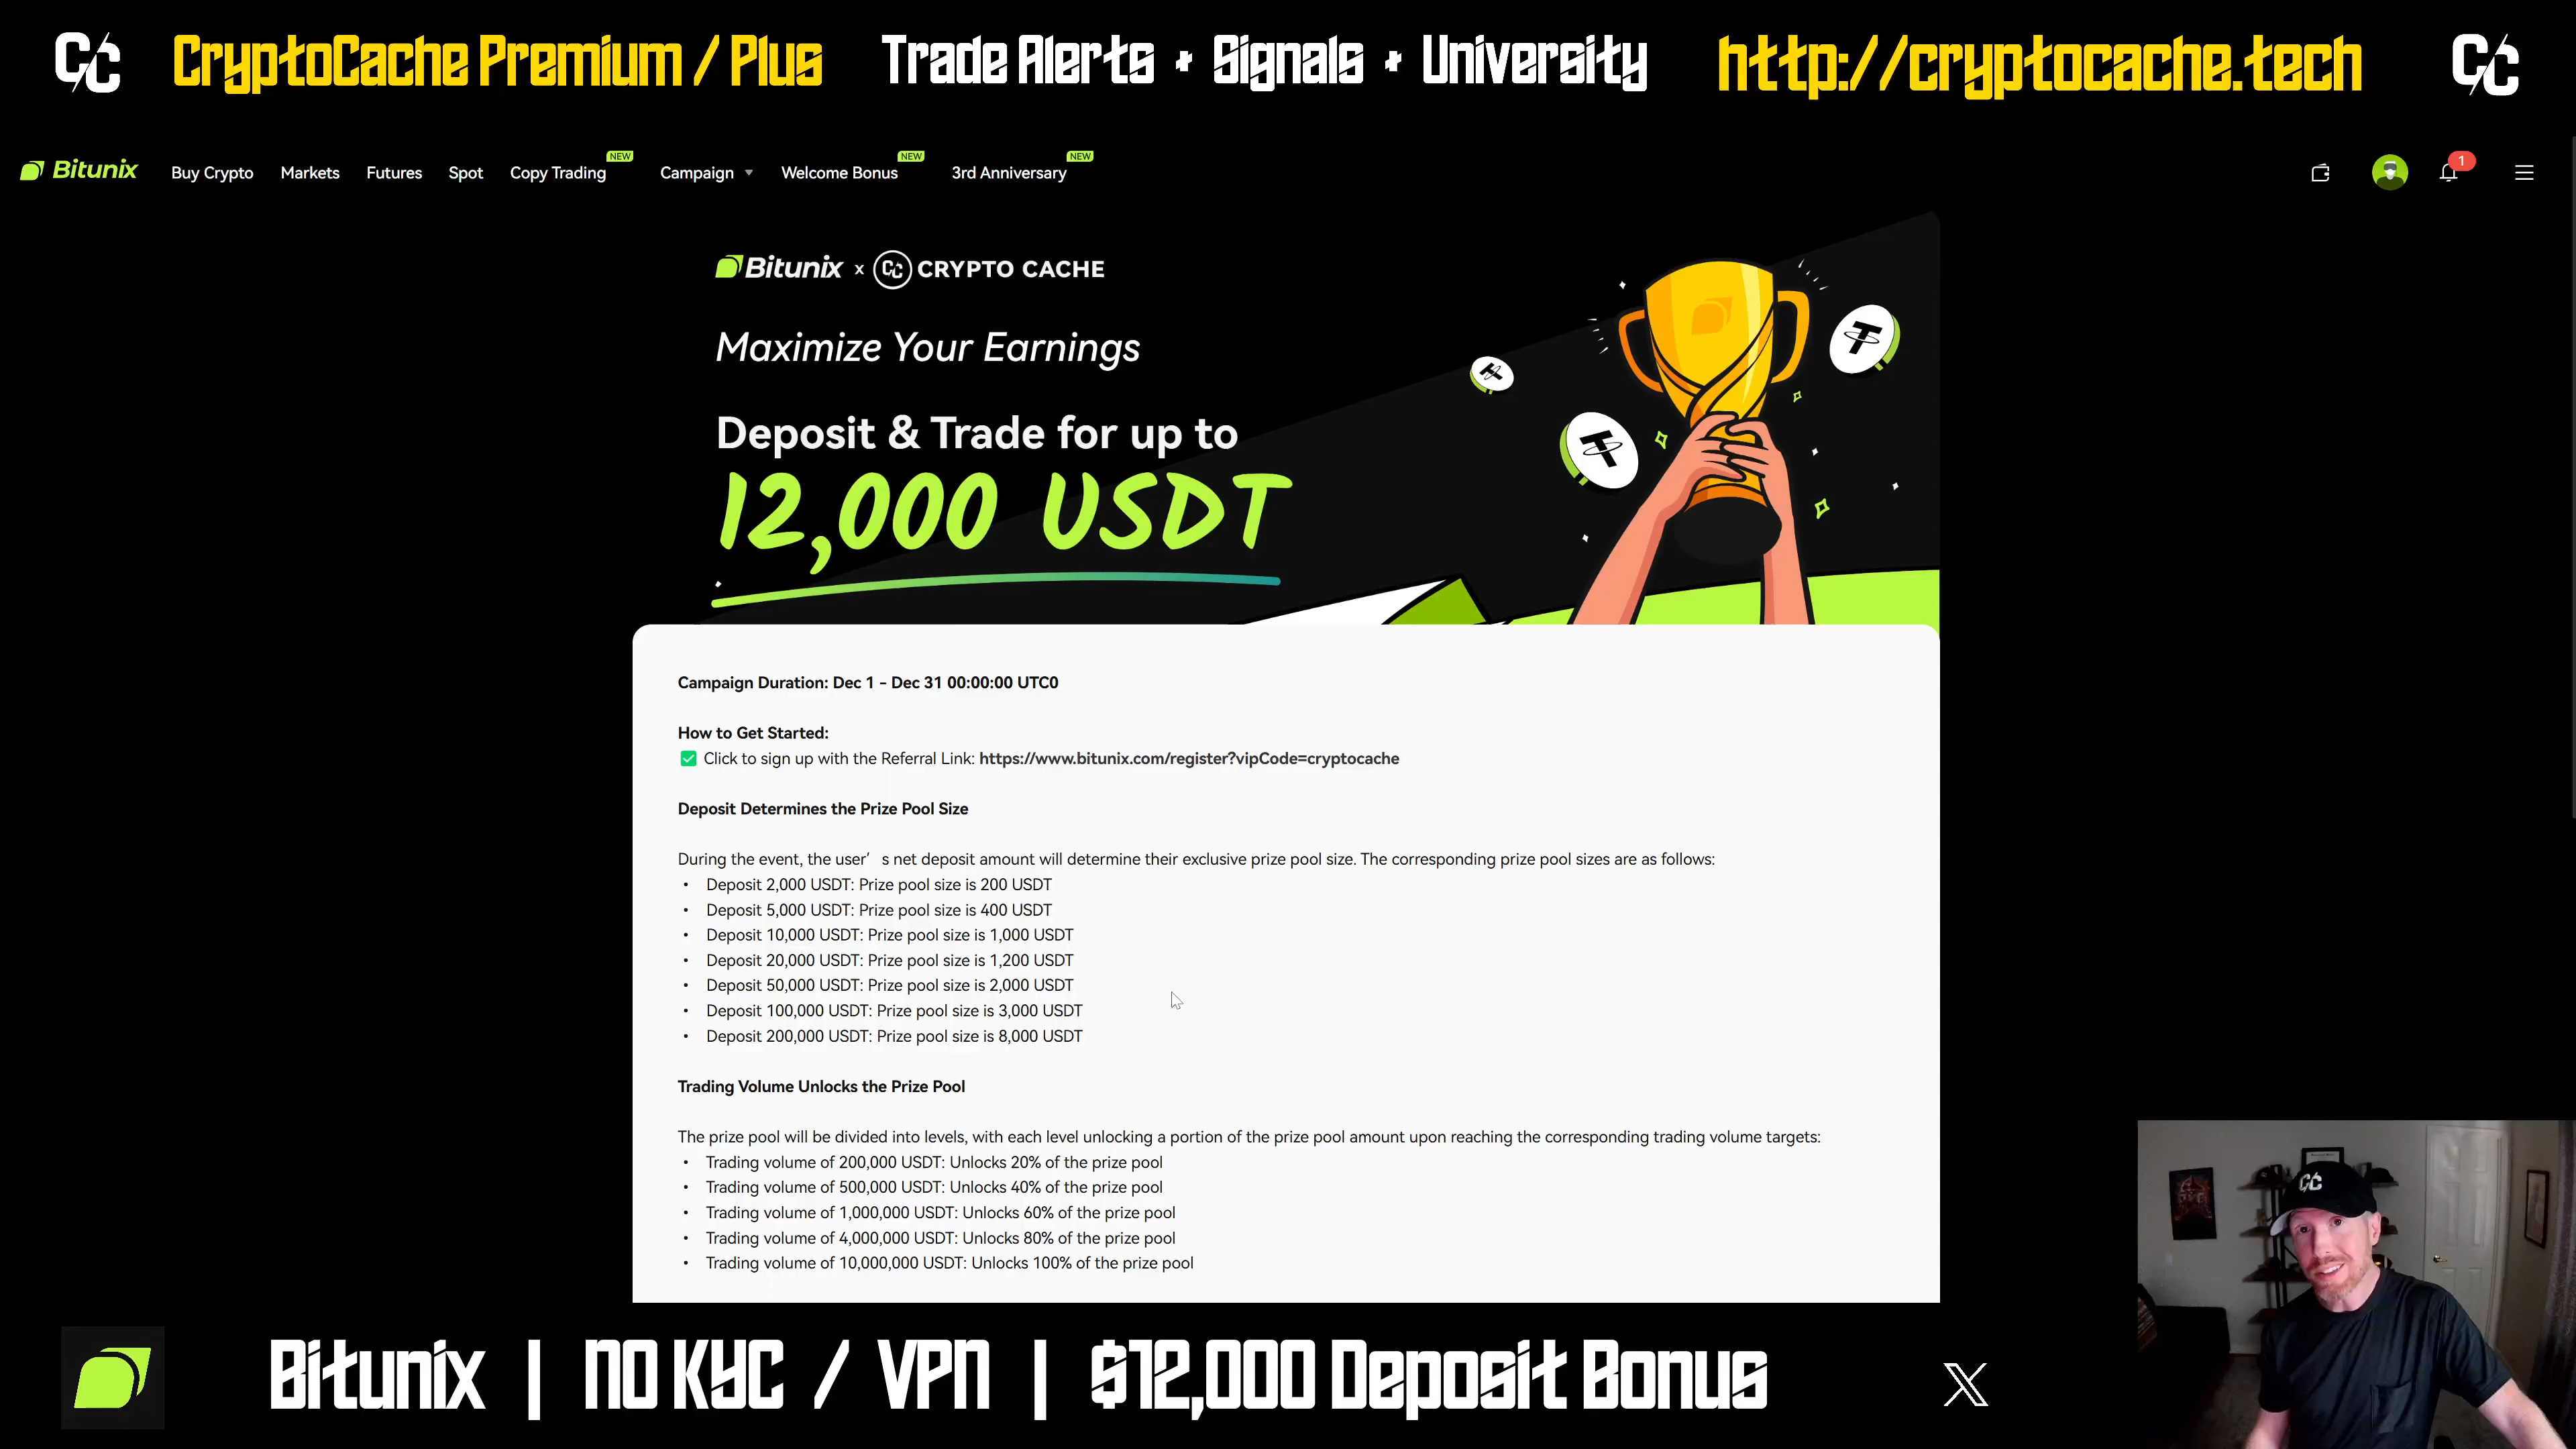 CryptoCache Premium / Plus
Trade Alerts + Signals + University
http://cryptocache.tech
Bitunix
Buy Crypto
Markets
Futures
Spot
Copy Trading
NEW
Campaign
Welcome Bonus
NEW
3rd Anniversary
NEW
1
Bitunix x CC CRYPTO CACHE
Maximize Your Earnings
Deposit & Trade for up to
12,000 USDT
Campaign Duration: Dec 1 - Dec 31 00:00:00 UTC0
How to Get Started:
✅ Click to sign up with the Referral Link: https://www.bitunix.com/register?vipCode=cryptocache
Deposit Determines the Prize Pool Size
During the event, the user′ s net deposit amount will determine their exclusive prize pool size. The corresponding prize pool sizes are as follows:
• Deposit 2,000 USDT: Prize pool size is 200 USDT
• Deposit 5,000 USDT: Prize pool size is 400 USDT
• Deposit 10,000 USDT: Prize pool size is 1,000 USDT
• Deposit 20,000 USDT: Prize pool size is 1,200 USDT
• Deposit 50,000 USDT: Prize pool size is 2,000 USDT
• Deposit 100,000 USDT: Prize pool size is 3,000 USDT
• Deposit 200,000 USDT: Prize pool size is 8,000 USDT
Trading Volume Unlocks the Prize Pool
The prize pool will be divided into levels, with each level unlocking a portion of the prize pool amount upon reaching the corresponding trading volume targets:
• Trading volume of 200,000 USDT: Unlocks 20% of the prize pool
• Trading volume of 500,000 USDT: Unlocks 40% of the prize pool
• Trading volume of 1,000,000 USDT: Unlocks 60% of the prize pool
• Trading volume of 4,000,000 USDT: Unlocks 80% of the prize pool
• Trading volume of 10,000,000 USDT: Unlocks 100% of the prize pool
CC
Bitunix | NO KYC / VPN | $12,000 Deposit Bonus
X